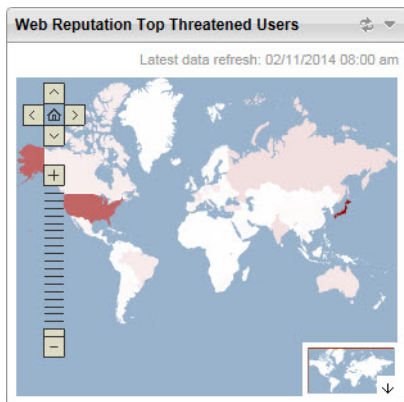 Web Reputation Top Threatened Users
Latest data refresh: 02/11/2014 08:00 am